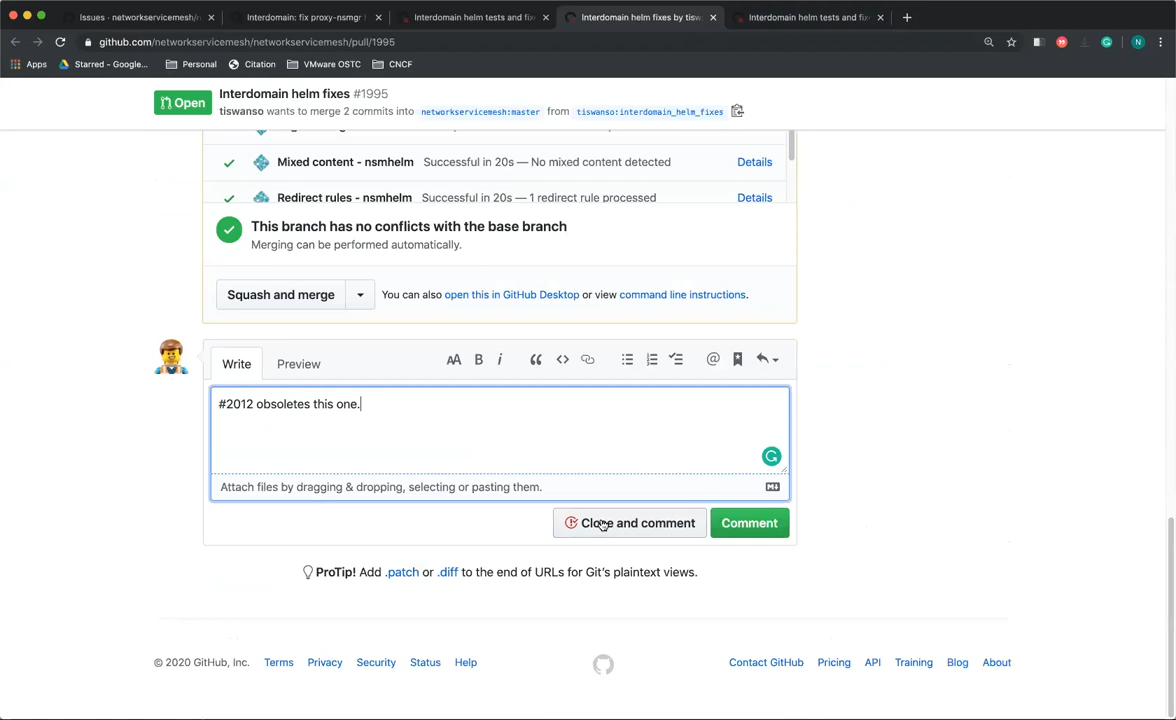 Issues · networkservicemesh/n
Interdomain: fix proxy-nsmgr
Interdomain helm tests and fix
Interdomain helm fixes by tisw
Interdomain helm tests and fix
github.com/networkservicemesh/networkservicemesh/pull/1995
N
Apps
Starred - Google...
Personal
Citation
VMware OSTC
CNCF
Open
Interdomain helm fixes #1995
tiswanso wants to merge 2 commits into networkservicemesh:master from tiswanso:interdomain_helm_fixes
Mixed content - nsmhelm Successful in 20s — No mixed content detected Details
Redirect rules - nsmhelm Successful in 20s — 1 redirect rule processed Details
This branch has no conflicts with the base branch
Merging can be performed automatically.
Squash and merge
You can also open this in GitHub Desktop or view command line instructions.
Write
Preview
#2012 obsoletes this one.
Attach files by dragging & dropping, selecting or pasting them.
Close and comment
Comment
ProTip! Add .patch or .diff to the end of URLs for Git's plaintext views.
© 2020 GitHub, Inc. Terms Privacy Security Status Help
Contact GitHub Pricing API Training Blog About